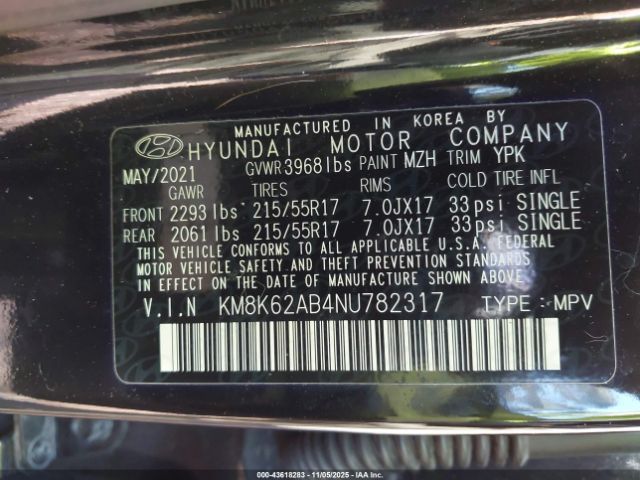 MANUFACTURED IN KOREA BY
HYUNDAI MOTOR COMPANY
MAY/2021 GVWR 3968 lbs PAINT MZH TRIM YPK
GAWR TIRES RIMS COLD TIRE INFL
FRONT 2293 lbs 215/55R17 7.0JX17 33 psi SINGLE
REAR 2061 lbs 215/55R17 7.0JX17 33 psi SINGLE
THIS VEHICLE CONFORMS TO ALL APPLICABLE U.S.A. FEDERAL
MOTOR VEHICLE SAFETY AND THEFT PREVENTION STANDARDS
IN EFFECT ON THE DATE OF MANUFACTURE SHOWN ABOVE.
V.I.N KM8K62AB4NU782317 TYPE : MPV
000-43618283 - 11/05/2025 - IAA, Inc.